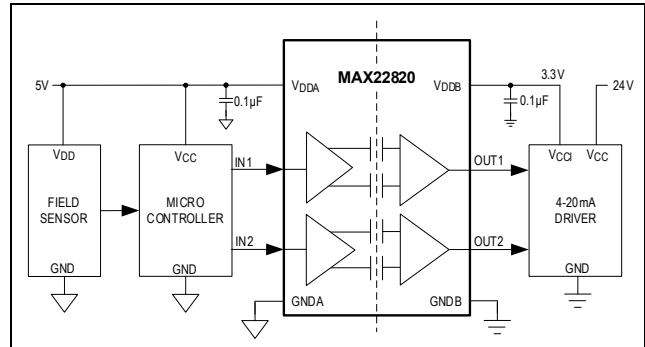 MAX22820
5V
VDDA
VDDB
3.3V
24V
0.1µF
0.1µF
VDD
VCC
IN1
OUT1
VCCI
VCC
FIELD
SENSOR
MICRO
CONTROLLER
4-20mA
DRIVER
IN2
OUT2
GND
GND
GND
GNDA
GNDB